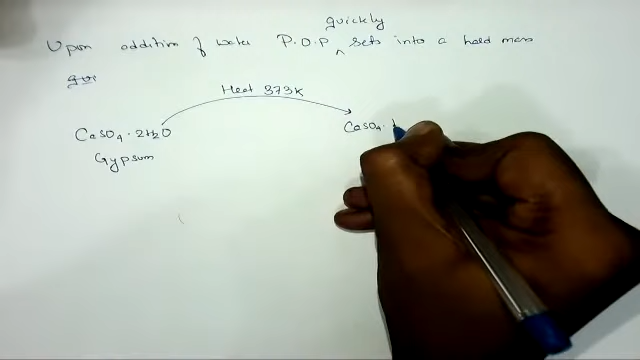 quickly
Upon addition of water P.O.P ^ sets into a hard mass
Heat 373K
CaSO4 · 2H2O
CaSO4 ·
Gypsum